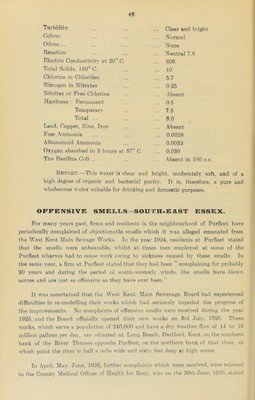 48
Turbidity ... ... ... Clear and bright
Colour ... ... ... Normal
Odour... ... ... ... None
Reaction ... ... ... Neutral 7.0
Electric Conductivity at 20° C. ... 606
Total Solids, 180° C. ... ... 40
Chlorine in Chlorides ... ... 5.7
Nitrogen in Nitrates ... ... 0.25
Nitrites or Free Chlorine ... ... Absent
Hardness : Permanent ... ... 0.5
Temporary ... ... 7.5
Total ... ... ... 8.0
Lead, Copper, Zinc, Iron ... ... Absent
Free Ammonia ... ... ... 0.0028
Albuminoid Ammonia ... ... 0.0032
Oxygen absorbed in 3 hours at 37° C. ... 0.030
The Bacillus Coli ... ... ... Absent in 100 c.c.
REPORT.—This water is clear and bright, moderately soft, and of a
high degree of organic and bacterial purity. It is, therefore, a pure and
wholesome water suitable for drinking and domestic purposes.
OFFENSIVE SMELLS—SOUTH-EAST ESSEX.
For many years past, firms and residents in the neighbourhood of Purfleet have
periodically complained of objectionable smells which it was alleged emanated from
the West Kent Main Sewage Works. In the year 1924, residents at Purfleet stated
that the smells were unbearable, whilst at times men employed at some of the
Purfleet wharves had to cease work owing to sickness caused by these smells. In
the same year, a firm at Purfleet stated that they had been "complaining for probably
20 years and during the period of south-westerly winds, the smells have blown
across and are just as offensive as they have ever been."
It was ascertained that the West Kent Main Sewerage Board had experienced
difficulties in re-modelling their works which had seriously impeded the progress of
the improvements. No complaints of offensive smells were received during the year
1925, and the Board officially opened their new works on 3rd July, 1926. These
works, which serve a population of 240,000 and have a dry weather flow of 14 to 16
million gallons per day, are situated at Long Reach, Dartford, Kent, on the southern
bank of the River Thames opposite Purfleet, on the northern bank of that river, at
which point the river is half a mile wide and sixty feet deep at high water.
In April, May, June, 1926, further complaints which were received, were referred
to the County Medical Officer of Health for Kent, who on the 30th June, 1926, stated